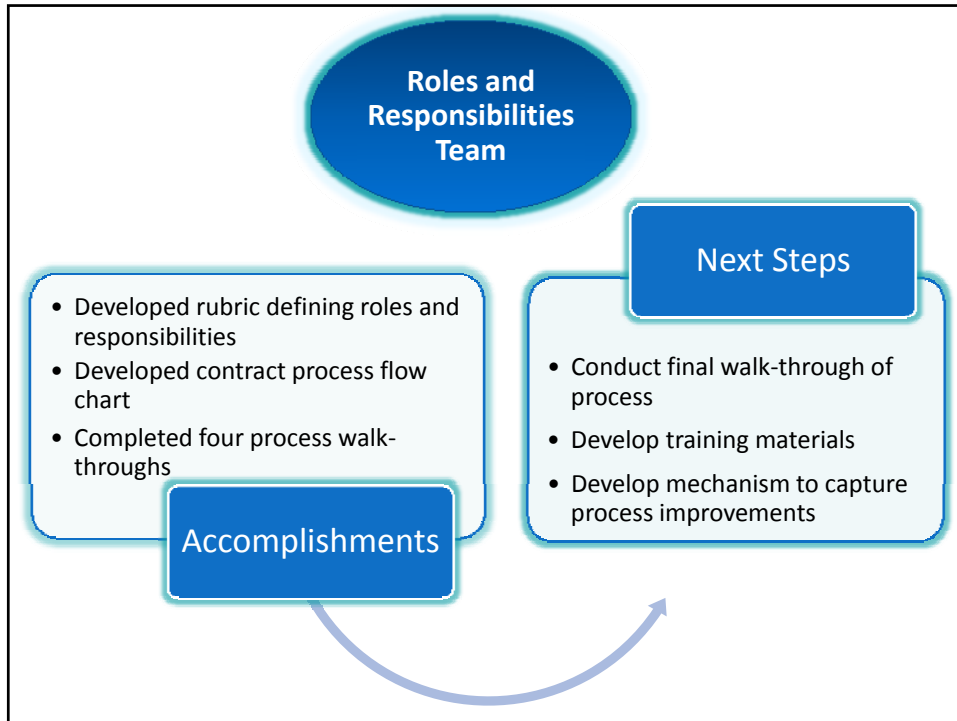 Roles and
Responsibilities
Team
• Developed rubric defining roles and
responsibilities
• Developed contract process flow
chart
• Completed four process walk-
throughs
Accomplishments
Next Steps
• Conduct final walk-through of
process
• Develop training materials
• Develop mechanism to capture
process improvements